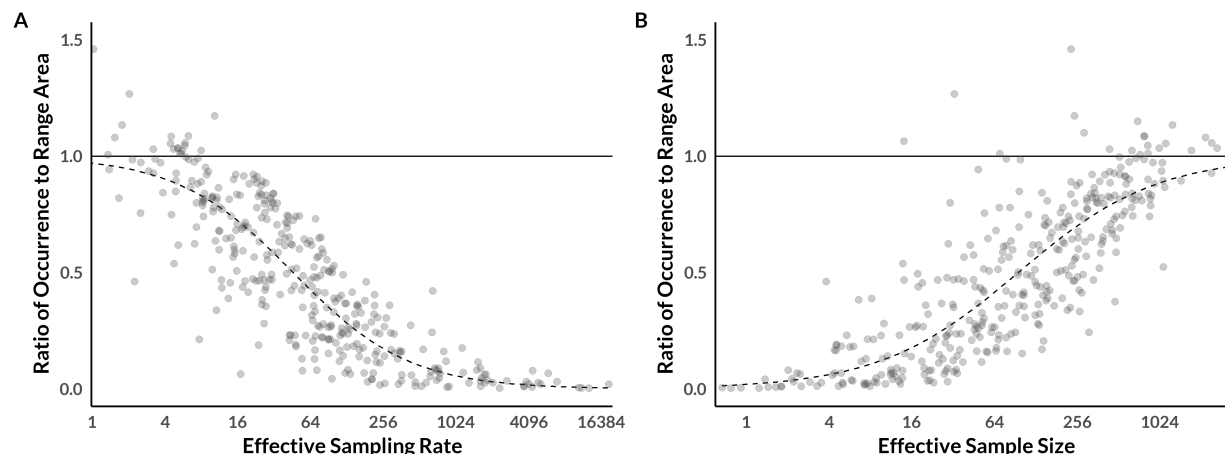 A
Ratio of Occurrence to Range Area
1.5
1.0
0.5
0.0
1 4 16 64 256 1024 4096 16384
Effective Sampling Rate
B
Ratio of Occurrence to Range Area
1.5
1.0
0.5
0.0
1 4 16 64 256 1024
Effective Sample Size